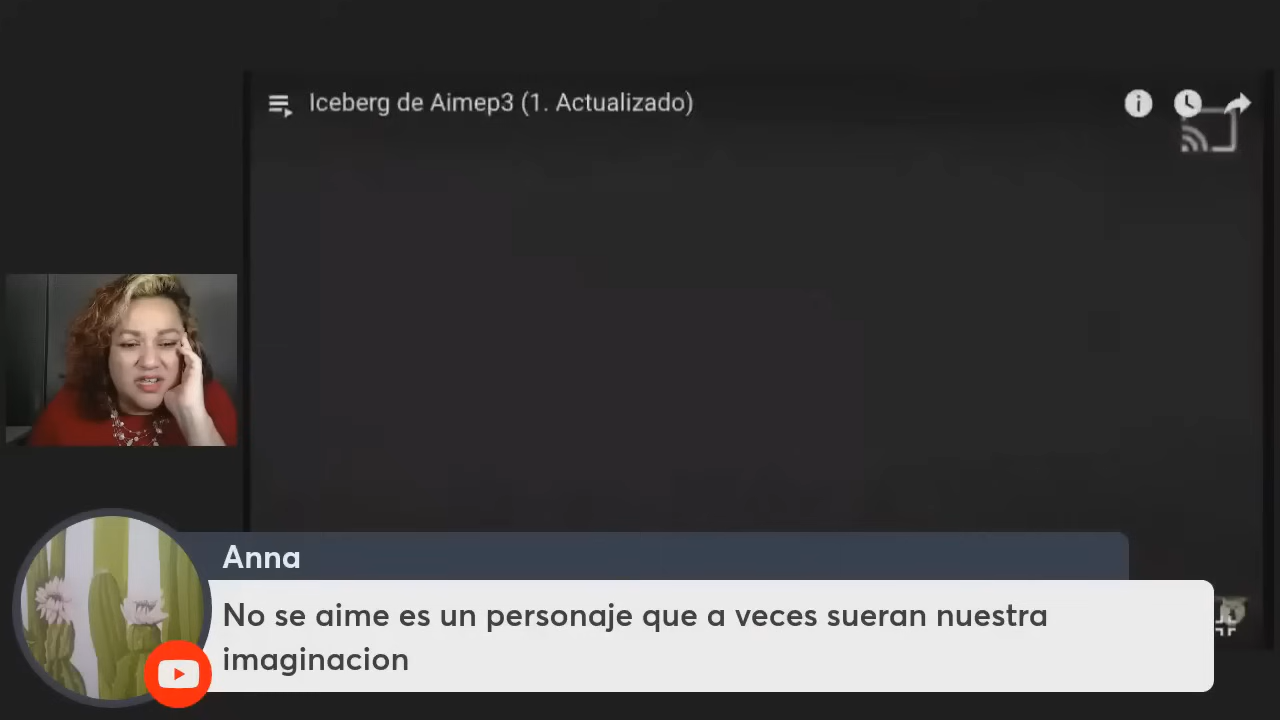 Iceberg de Aimep3 (1. Actualizado)
Anna
No se aime es un personaje que a veces sueran nuestra
imaginacion